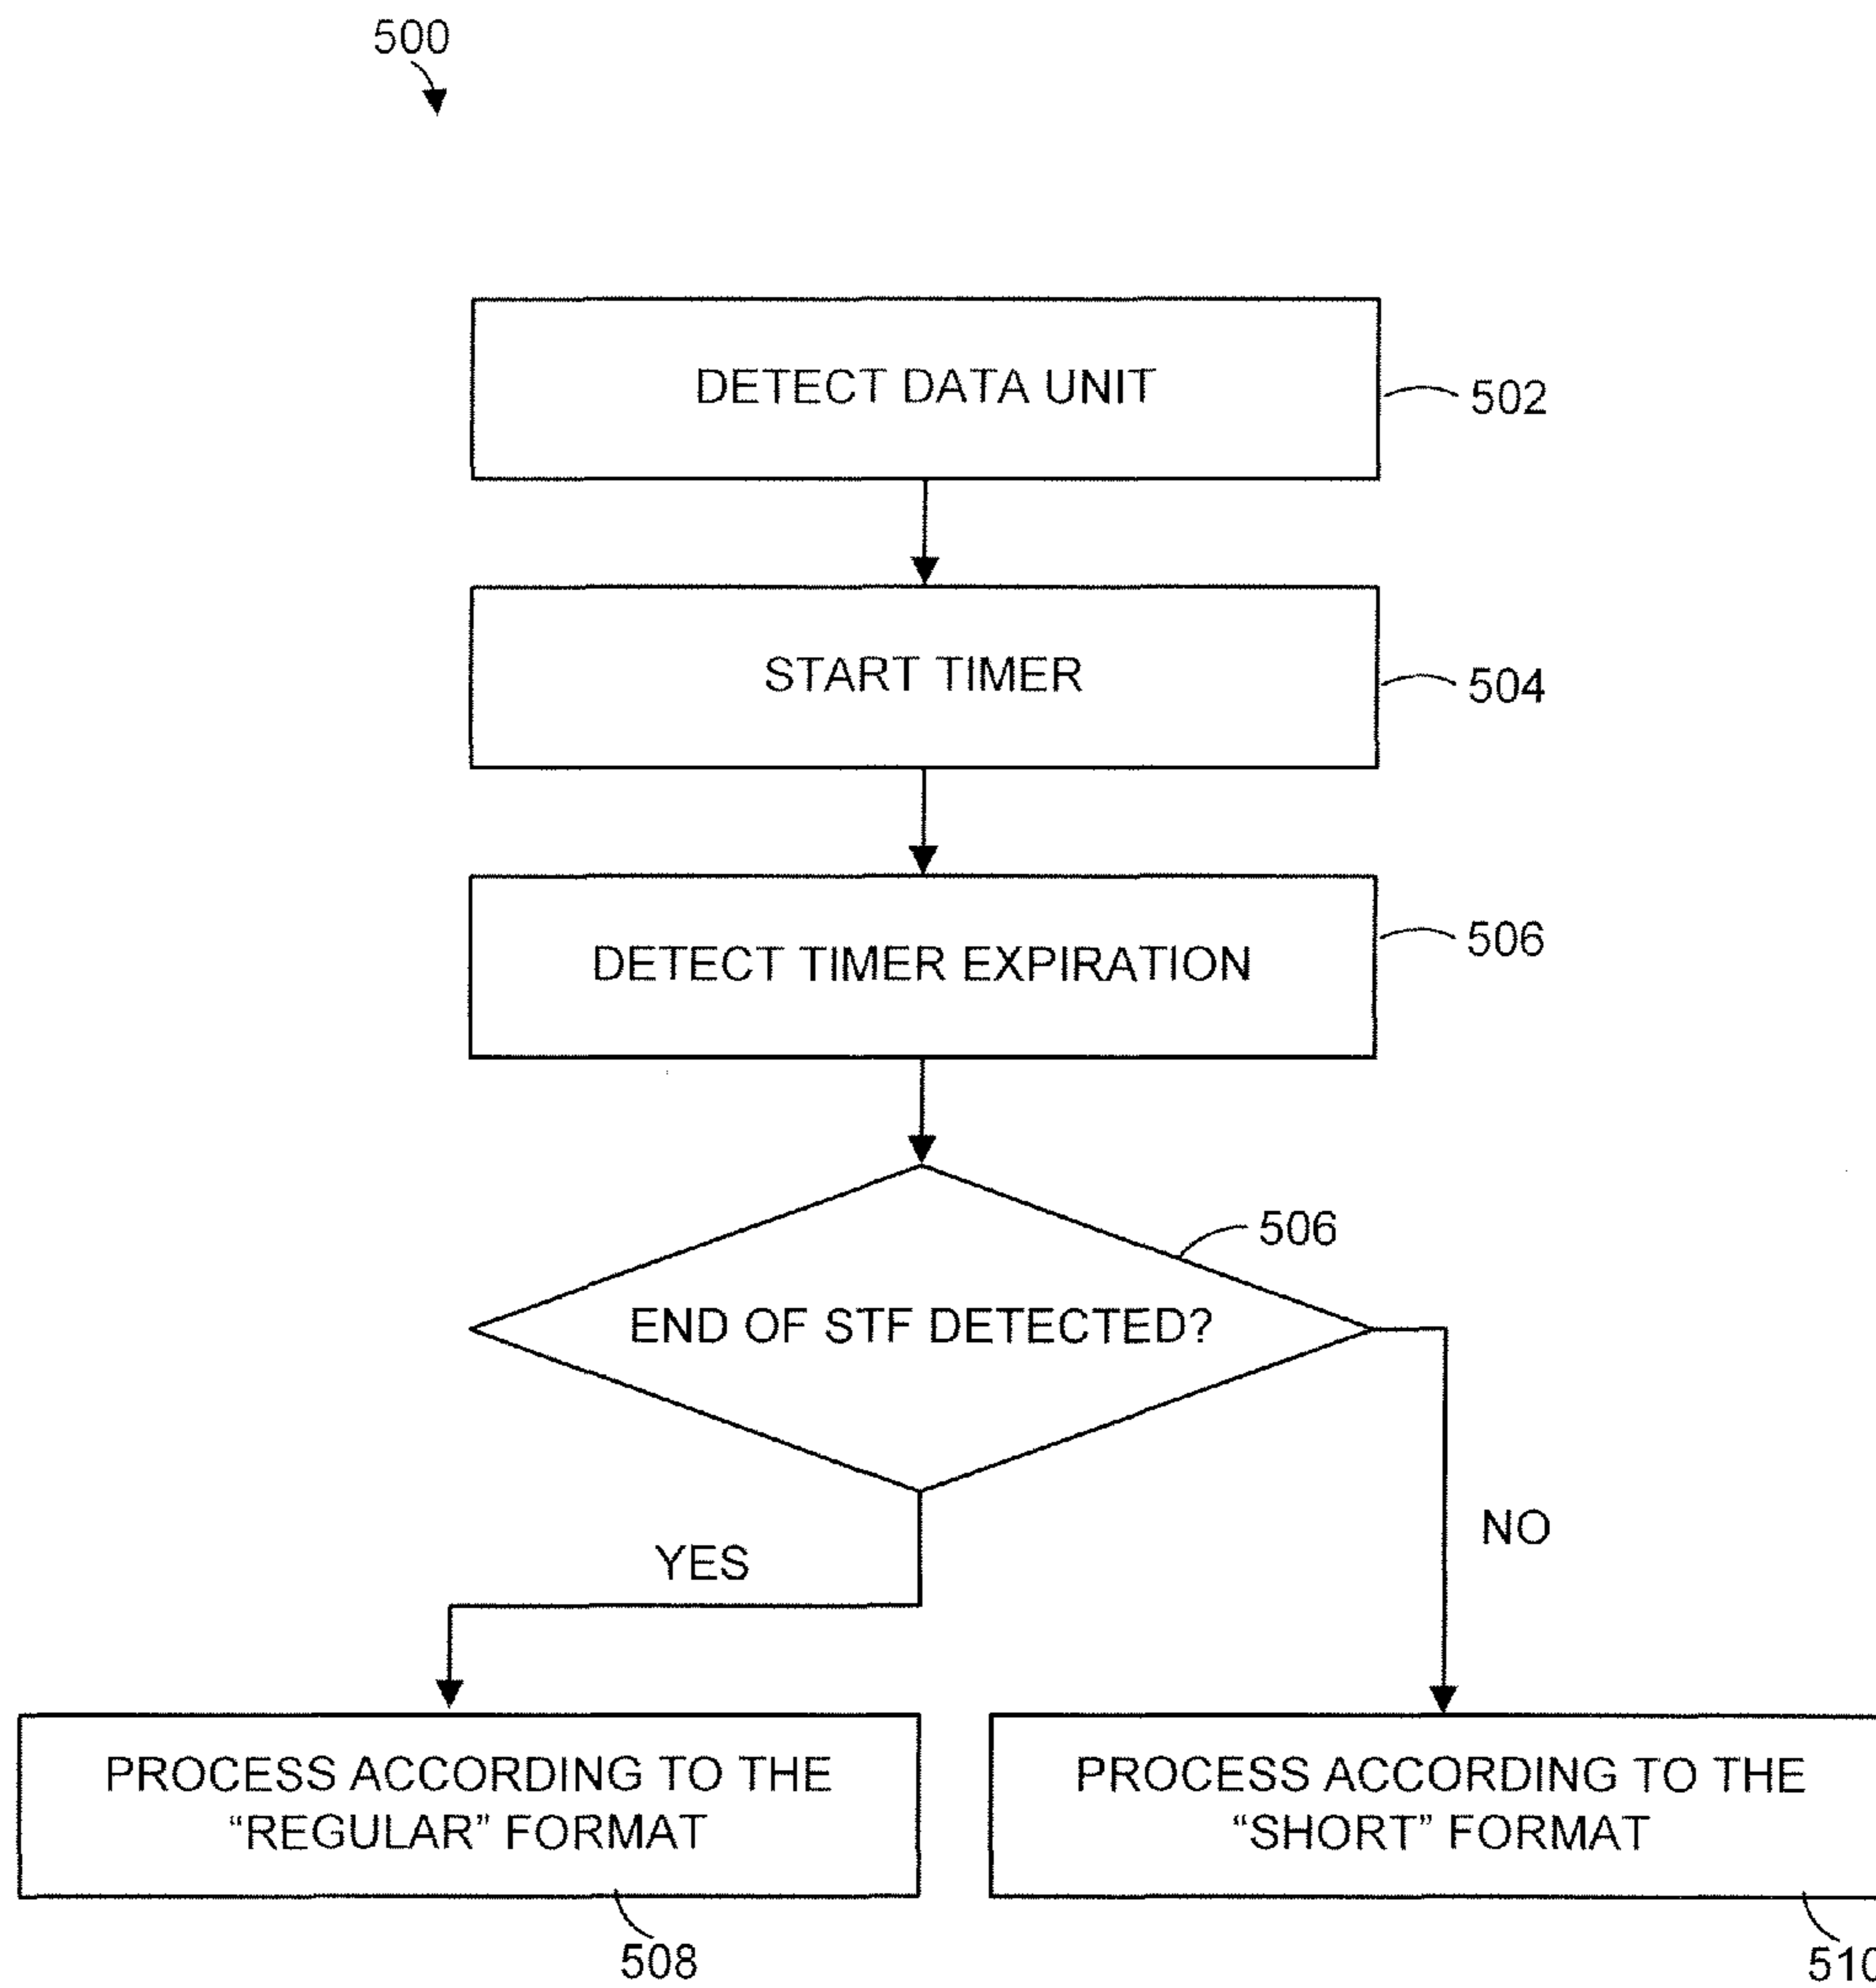 500
DETECT DATA UNIT
502
START TIMER
504
DETECT TIMER EXPIRATION
506
END OF STF DETECTED?
506
YES
NO
PROCESS ACCORDING TO THE
“REGULAR” FORMAT
508
PROCESS ACCORDING TO THE
“SHORT” FORMAT
510